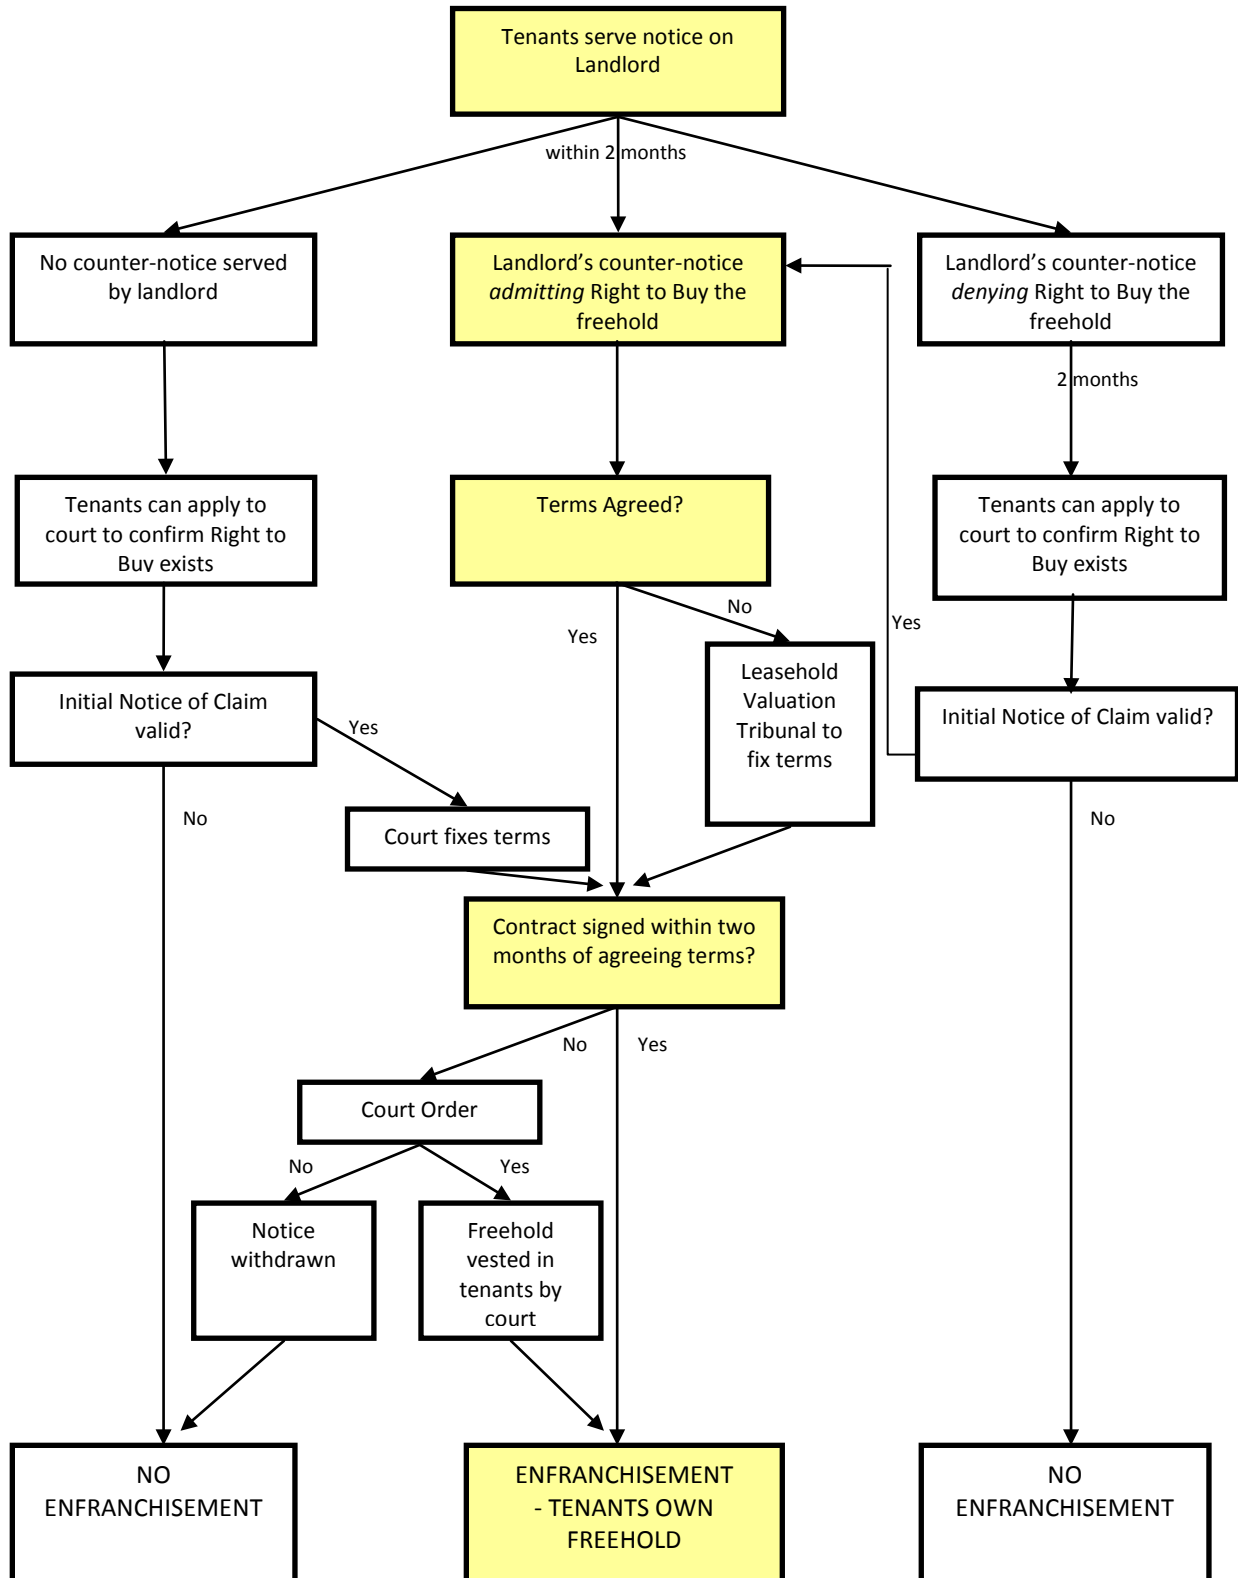 Tenants serve notice on
Landlord
within 2 months
No counter-notice served
by landlord
Landlord’s counter-notice
admitting Right to Buy the
freehold
Landlord’s counter-notice
denying Right to Buy the
freehold
2 months
Tenants can apply to
court to confirm Right to
Buy exists
Terms Agreed?
Tenants can apply to
court to confirm Right to
Buy exists
No
Yes
Yes
Leasehold
Valuation
Tribunal to
fix terms
Initial Notice of Claim
valid?
Yes
Initial Notice of Claim valid?
No
Court fixes terms
No
Contract signed within two
months of agreeing terms?
No
Yes
Court Order
No
Yes
Notice
withdrawn
Freehold
vested in
tenants by
court
NO
ENFRANCHISEMENT
ENFRANCHISEMENT
- TENANTS OWN
FREEHOLD
NO
ENFRANCHISEMENT